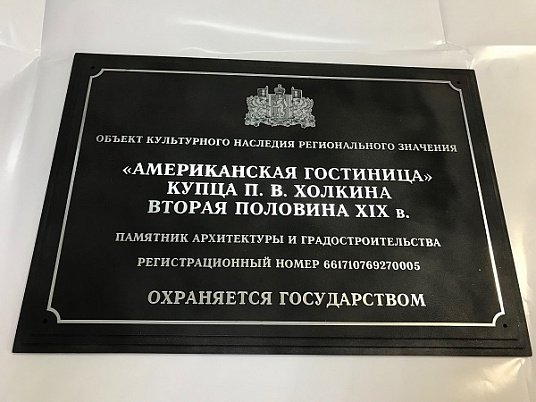 ОБЪЕКТ КУЛЬТУРНОГО НАСЛЕДИЯ РЕГИОНАЛЬНОГО ЗНАЧЕНИЯ
«АМЕРИКАНСКАЯ ГОСТИНИЦА»
КУПЦА П. В. ХОЛКИНА
ВТОРАЯ ПОЛОВИНА XIX в.
ПАМЯТНИК АРХИТЕКТУРЫ И ГРАДОСТРОИТЕЛЬСТВА
РЕГИСТРАЦИОННЫЙ НОМЕР 661710769270005
ОХРАНЯЕТСЯ ГОСУДАРСТВОМ